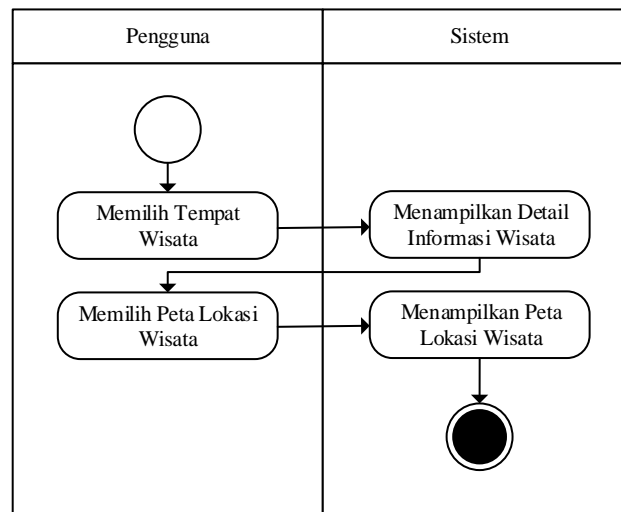 Pengguna
Sistem
Memilih Tempat
Wisata
Menampilkan Detail
Informasi Wisata
Memilih Peta Lokasi
Wisata
Menampilkan Peta
Lokasi Wisata